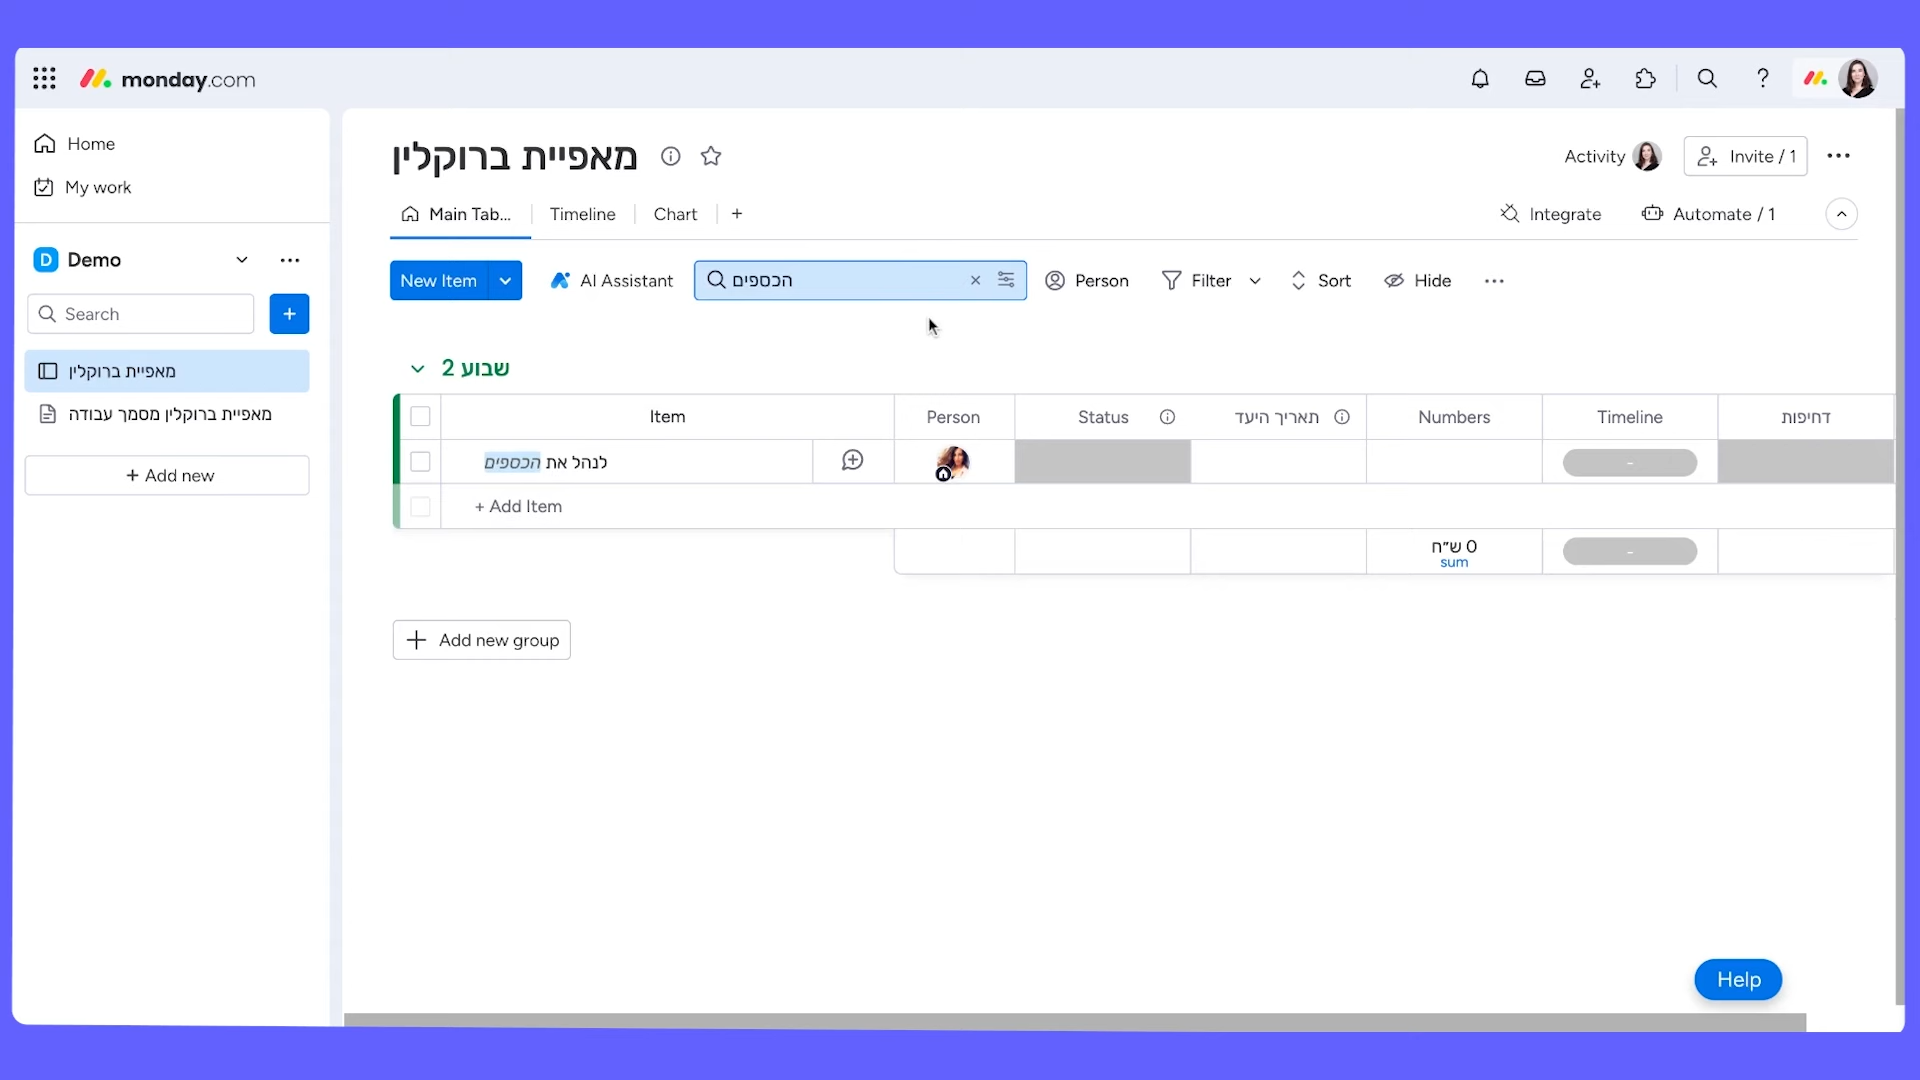 monday.com
Home
My work
D Demo
Search
מאפיית ברוקלין
מאפיית ברוקלין מסמך עבודה
+ Add new
מאפיית ברוקלין
Activity
Invite / 1
Main Tab...
Timeline
Chart
Integrate
Automate / 1
New Item
AI Assistant
הכספים
Person
Filter
Sort
Hide
שבוע 2
Item
Person
Status
תאריך היעד
Numbers
Timeline
דחיפות
לנהל את הכספים
-
+ Add Item
0 ש״ח
sum
-
Add new group
Help